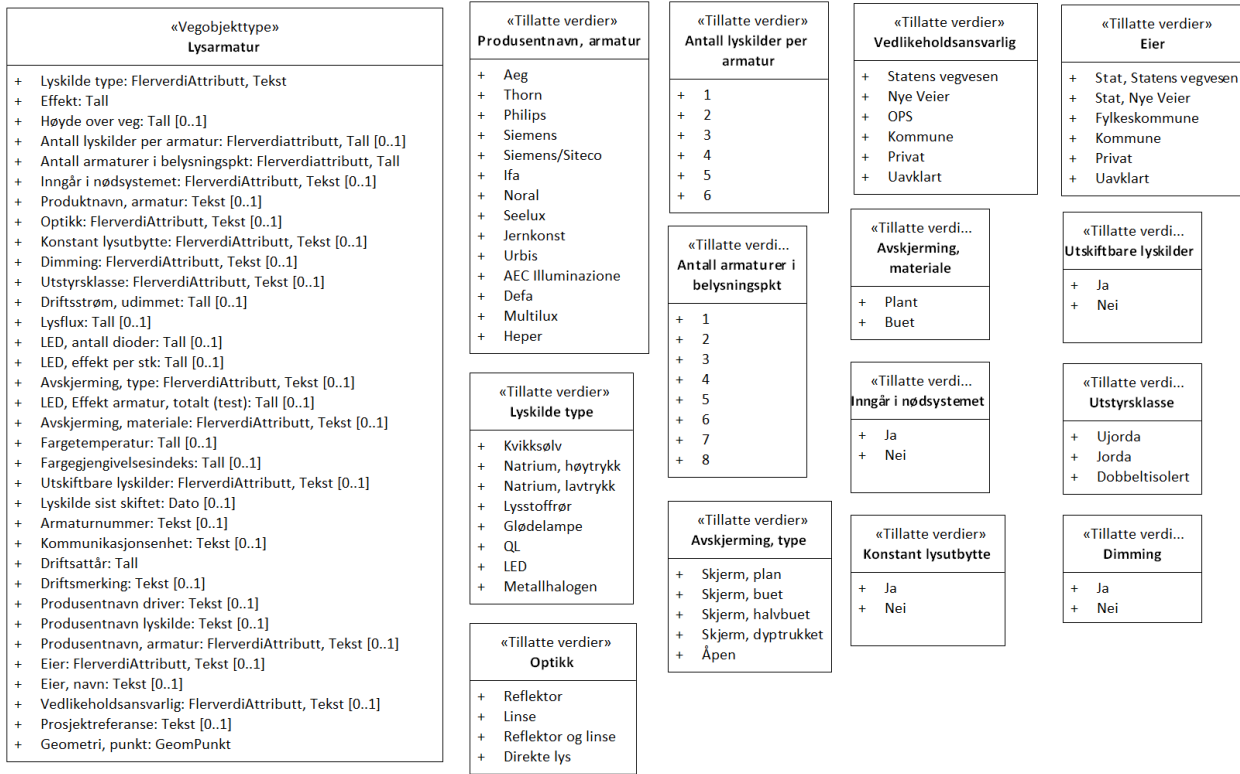 «Vegobjekttype»
Lysarmatur
+ Lyskilde type: FlerverdiAttributt, Tekst
+ Effekt: Tall
+ Høyde over veg: Tall [0..1]
+ Antall lyskilder per armatur: Flerverdiattributt, Tall [0..1]
+ Antall armaturer i belysningspkt: Flerverdiattributt, Tall
+ Inngår i nødsystemet: FlerverdiAttributt, Tekst [0..1]
+ Produktnavn, armatur: Tekst [0..1]
+ Optikk: FlerverdiAttributt, Tekst [0..1]
+ Konstant lysutbytte: FlerverdiAttributt, Tekst [0..1]
+ Dimming: FlerverdiAttributt, Tekst [0..1]
+ Utstyrsklasse: FlerverdiAttributt, Tekst [0..1]
+ Driftsstrøm, udimmet: Tall [0..1]
+ Lysflux: Tall [0..1]
+ LED, antall dioder: Tall [0..1]
+ LED, effekt per stk: Tall [0..1]
+ Avskjerming, type: FlerverdiAttributt, Tekst [0..1]
+ LED, Effekt armatur, totalt (test): Tall [0..1]
+ Avskjerming, materiale: FlerverdiAttributt, Tekst [0..1]
+ Fargetemperatur: Tall [0..1]
+ Fargegjengivelsesindeks: Tall [0..1]
+ Utskiftbare lyskilder: FlerverdiAttributt, Tekst [0..1]
+ Lyskilde sist skiftet: Dato [0..1]
+ Armaturnummer: Tekst [0..1]
+ Kommunikasjonsenhet: Tekst [0..1]
+ Driftsattår: Tall
+ Driftsmerking: Tekst [0..1]
+ Produsentnavn driver: Tekst [0..1]
+ Produsentnavn lyskilde: Tekst [0..1]
+ Produsentnavn, armatur: FlerverdiAttributt, Tekst [0..1]
+ Eier: FlerverdiAttributt, Tekst [0..1]
+ Eier, navn: Tekst [0..1]
+ Vedlikeholdsansvarlig: FlerverdiAttributt, Tekst [0..1]
+ Prosjektreferanse: Tekst [0..1]
+ Geometri, punkt: GeomPunkt
«Tillatte verdier»
Produsentnavn, armatur
+ Aeg
+ Thorn
+ Philips
+ Siemens
+ Siemens/Siteco
+ Ifa
+ Noral
+ Seelux
+ Jernkonst
+ Urbis
+ AEC Illuminazione
+ Defa
+ Multilux
+ Heper
«Tillatte verdier»
Lyskilde type
+ Kvikksølv
+ Natrium, høytrykk
+ Natrium, lavtrykk
+ Lysstoffrør
+ Glødelampe
+ QL
+ LED
+ Metallhalogen
«Tillatte verdier»
Optikk
+ Reflektor
+ Linse
+ Reflektor og linse
+ Direkte lys
«Tillatte verdier»
Antall lyskilder per
armatur
+ 1
+ 2
+ 3
+ 4
+ 5
+ 6
«Tillatte verdi...
Antall armaturer i
belysningspkt
+ 1
+ 2
+ 3
+ 4
+ 5
+ 6
+ 7
+ 8
«Tillatte verdier»
Avskjerming, type
+ Skjerm, plan
+ Skjerm, buet
+ Skjerm, halvbuet
+ Skjerm, dyptrukket
+ Åpen
«Tillatte verdier»
Vedlikeholdsansvarlig
+ Statens vegvesen
+ Nye Veier
+ OPS
+ Kommune
+ Privat
+ Uavklart
«Tillatte verdi...
Avskjerming,
materiale
+ Plant
+ Buet
«Tillatte verdi...
Inngår i nødsystemet
+ Ja
+ Nei
«Tillatte verdier»
Konstant lysutbytte
+ Ja
+ Nei
«Tillatte verdier»
Eier
+ Stat, Statens vegvesen
+ Stat, Nye Veier
+ Fylkeskommune
+ Kommune
+ Privat
+ Uavklart
«Tillatte verdi...
Utskiftbare lyskilder
+ Ja
+ Nei
«Tillatte verdi...
Utstyrsklasse
+ Ujorda
+ Jorda
+ Dobbeltisolert
«Tillatte verdi...
Dimming
+ Ja
+ Nei